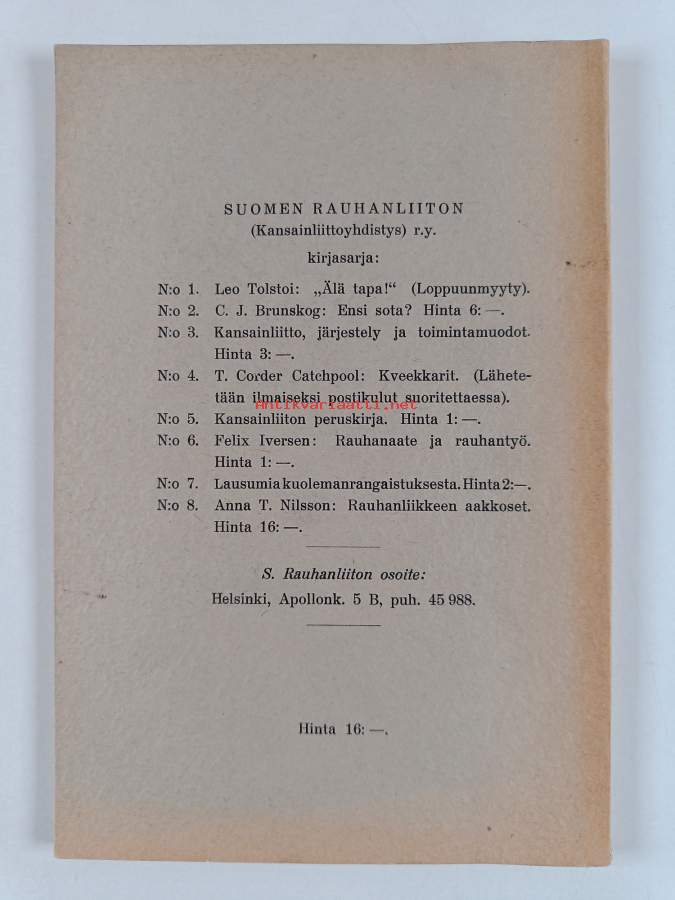 SUOMEN RAUHANLIITON
(Kansainliittoyhdistys) r.y.
kirjasarja:
N:o 1. Leo Tolstoi: „Älä tapa!“ (Loppuunmyyty).
N:o 2. C. J. Brunskog: Ensi sota? Hinta 6: —.
N:o 3. Kansainliitto, järjestely ja toimintamuodot.
Hinta 3: —.
N:o 4. T. Corder Catchpool: Kveekkarit. (Lähete-
tään ilmaiseksi postikulut suoritettaessa).
Antikvariaatti.net
N:o 5. Kansainliiton peruskirja. Hinta 1: —.
N:o 6. Felix Iversen: Rauhanaate ja rauhantyö.
Hinta 1: —.
N:o 7. Lausumia kuolemanrangaistuksesta. Hinta 2:—.
N:o 8. Anna T. Nilsson: Rauhanliikkeen aakkoset.
Hinta 16: —.
S. Rauhanliiton osoite:
Helsinki, Apollonk. 5 B, puh. 45 988.
Hinta 16: —.